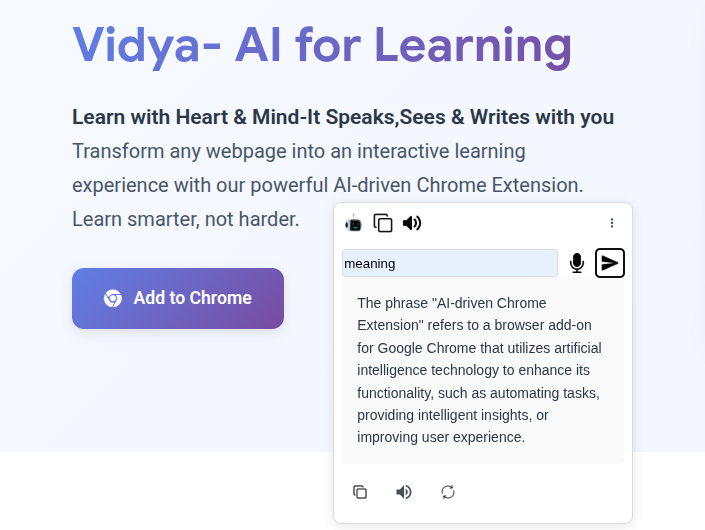 Vidya- AI for Learning
Learn with Heart & Mind-It Speaks,Sees & Writes with you
Transform any webpage into an interactive learning
experience with our powerful AI-driven Chrome Extension.
Learn smarter, not harder.
Add to Chrome
meaning
The phrase "AI-driven Chrome
Extension" refers to a browser add-on
for Google Chrome that utilizes artificial
intelligence technology to enhance its
functionality, such as automating tasks,
providing intelligent insights, or
improving user experience.